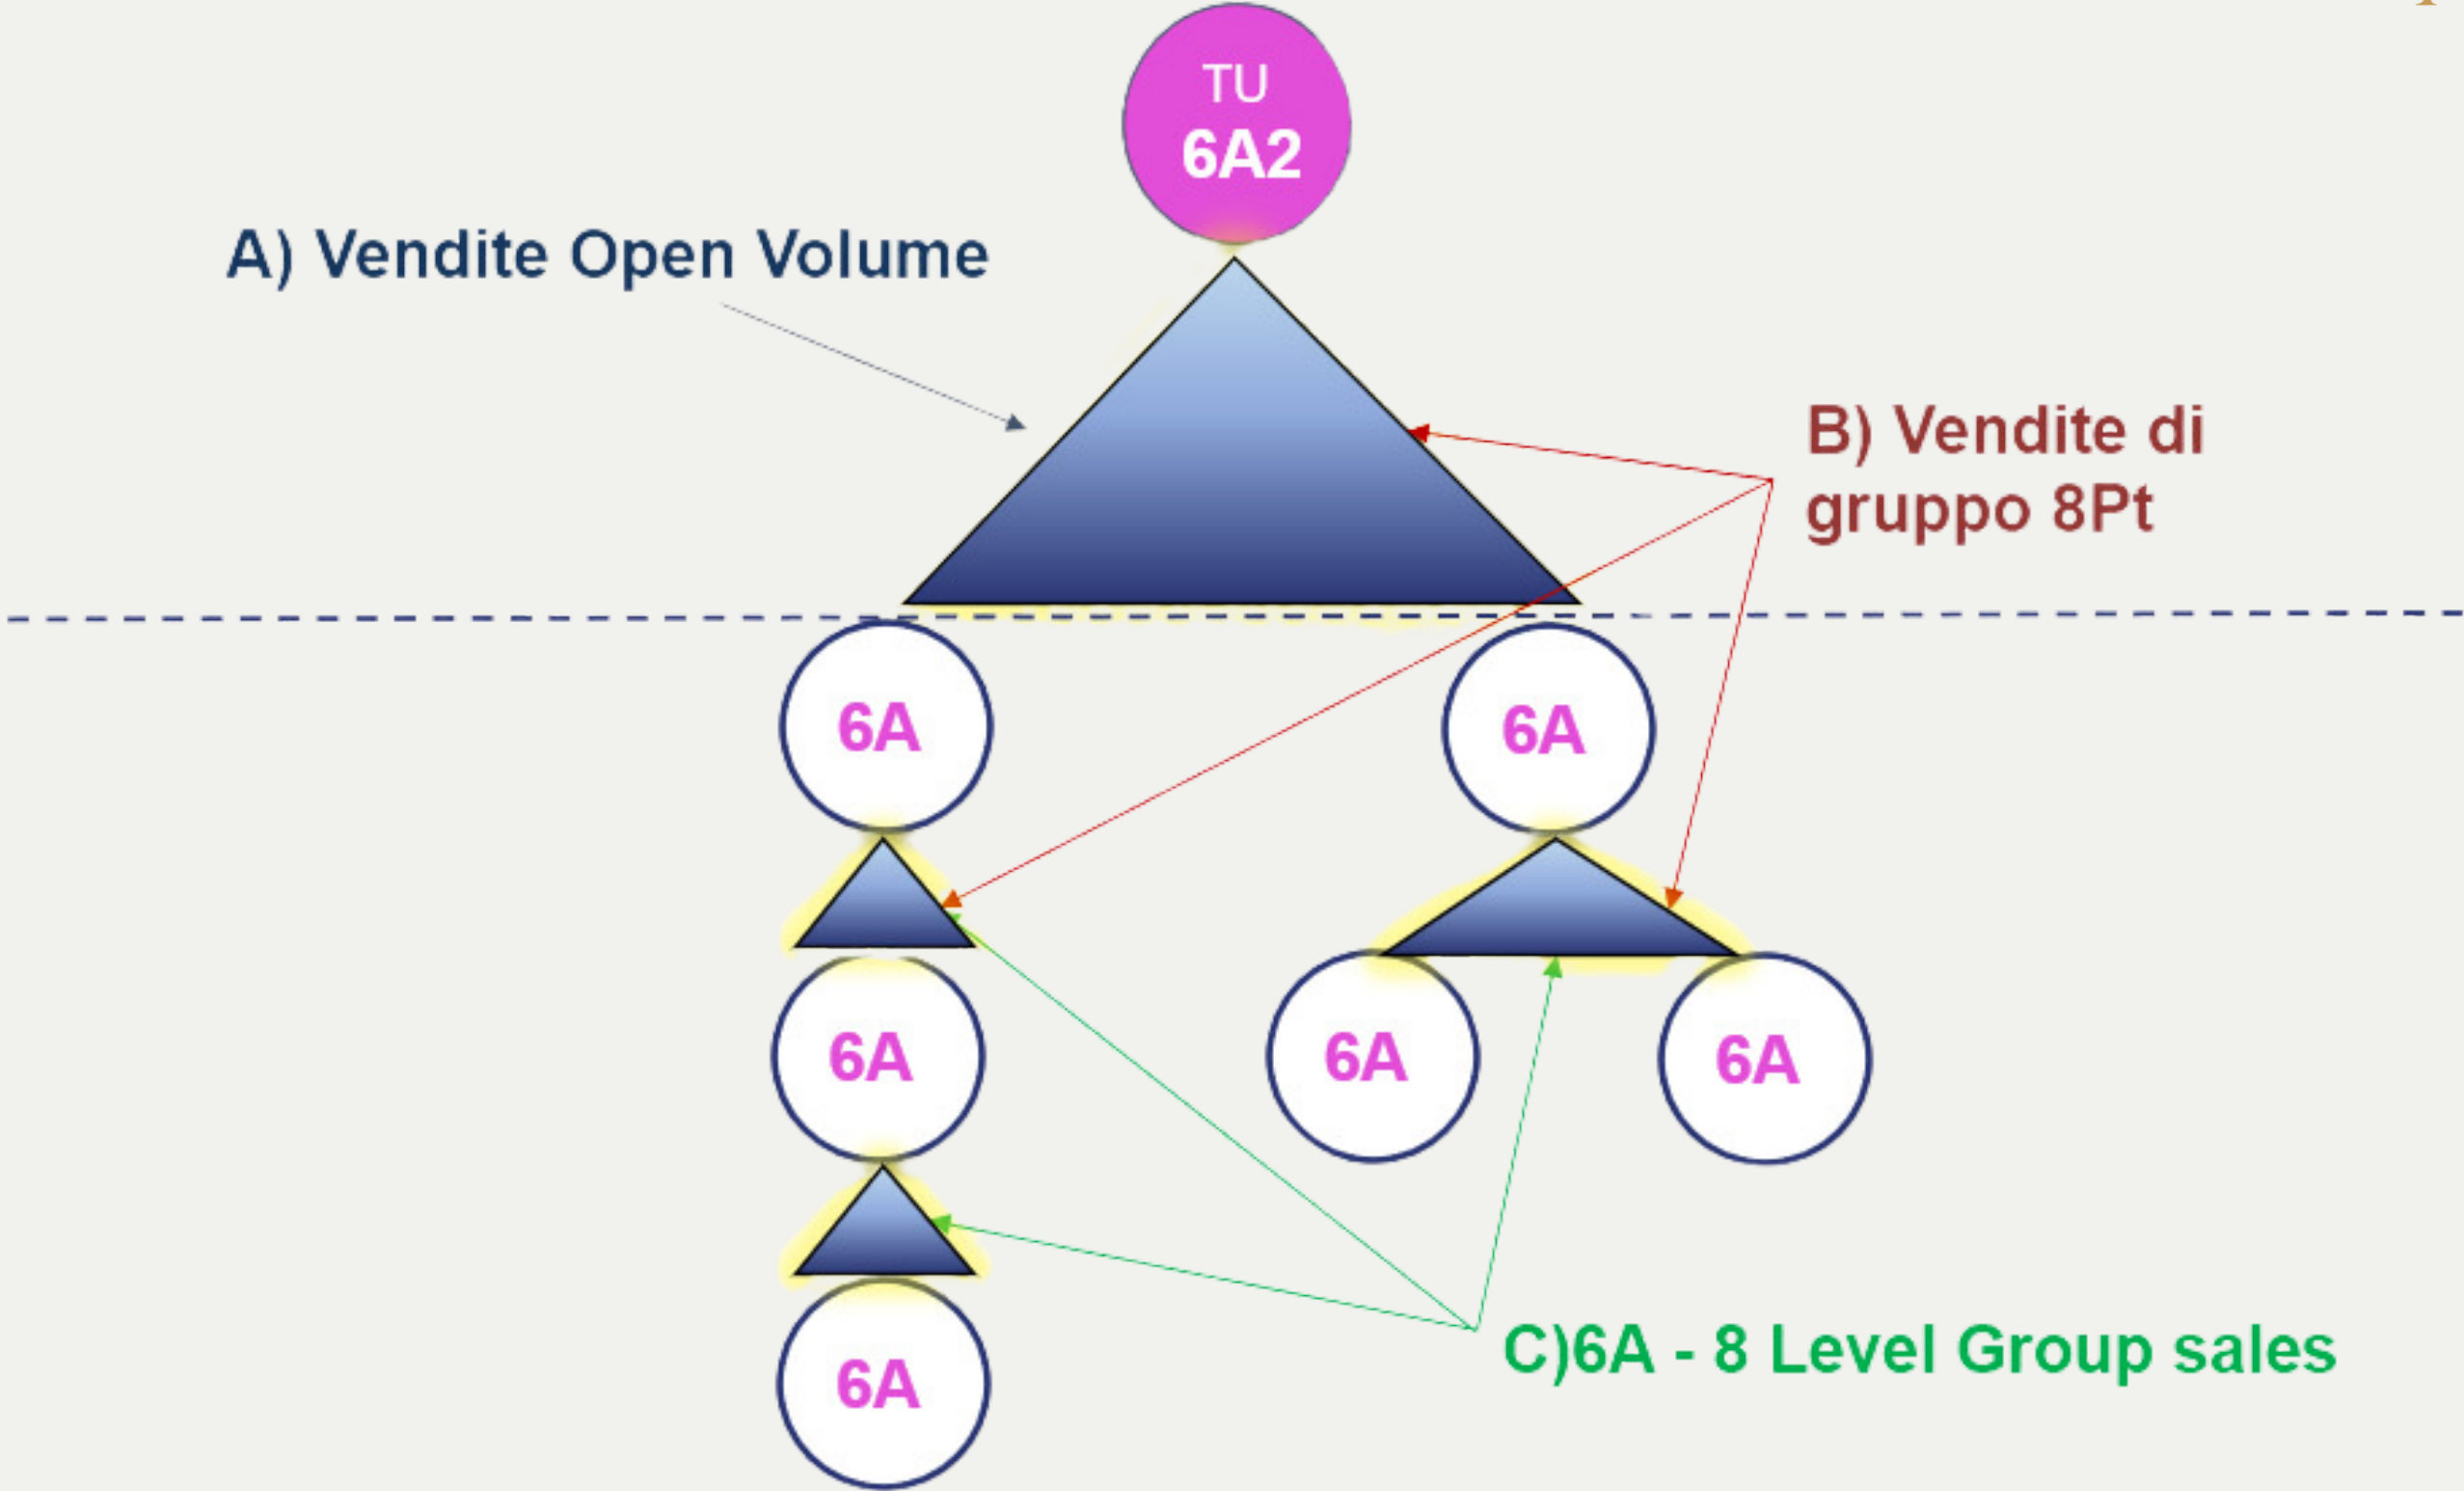 TU
6A2
A) Vendite Open Volume
B) Vendite di
gruppo 8Pt
6A
6A
6A
6A
6A
6A
C)6A - 8 Level Group sales